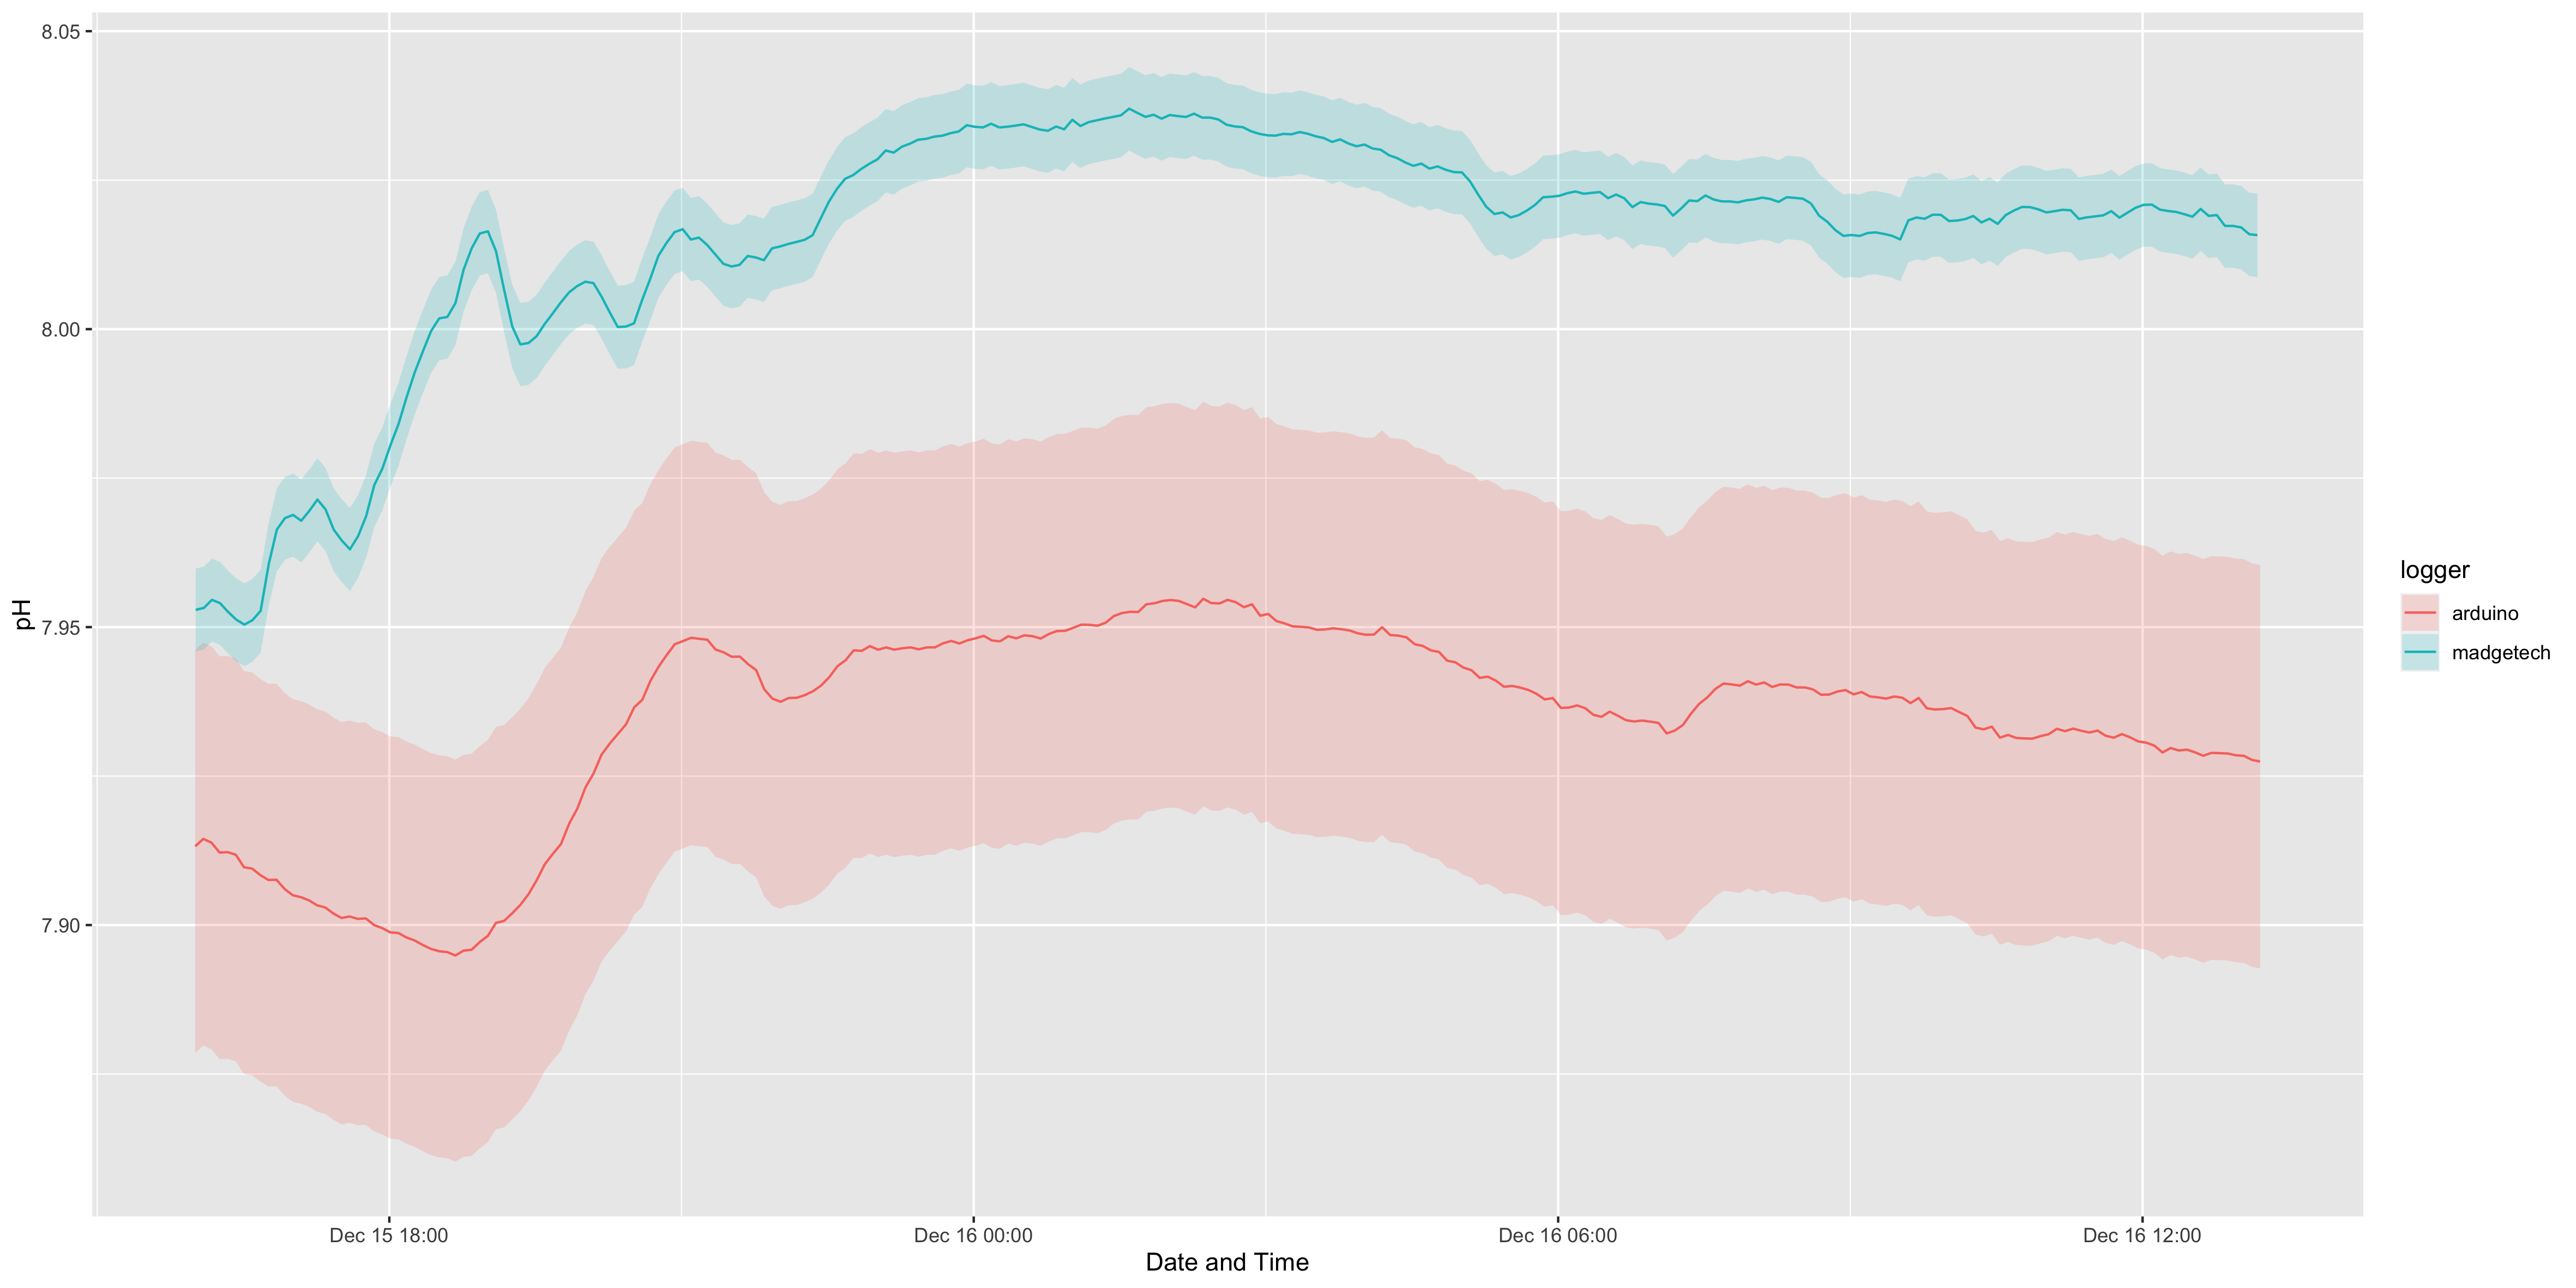 8.05
8.00
7.95
7.90
pH
Dec 15 18:00
Dec 16 00:00
Dec 16 06:00
Dec 16 12:00
Date and Time
logger
arduino
madgetech